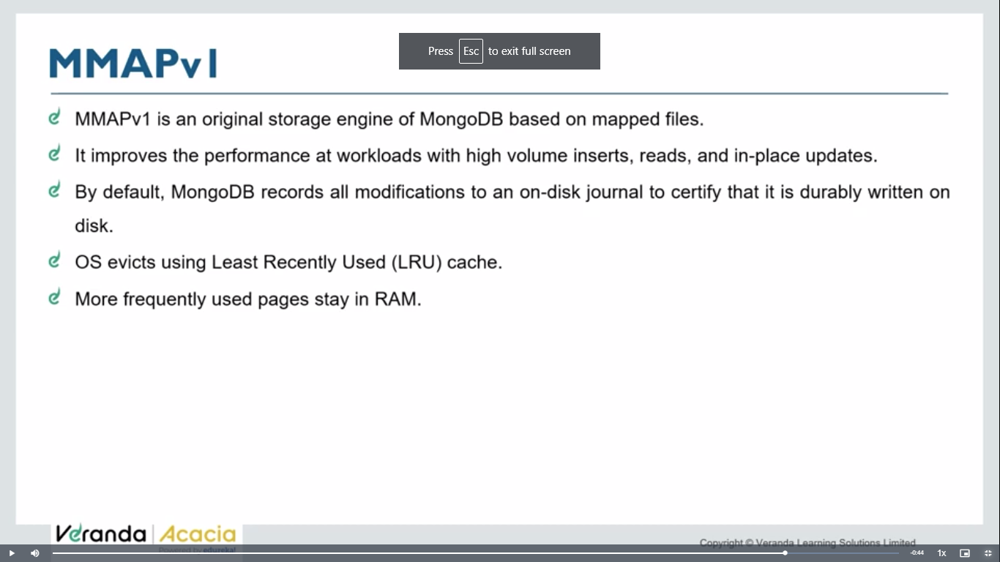 Press Esc to exit full screen
MMAPv1
MMAPv1 is an original storage engine of MongoDB based on mapped files.
It improves the performance at workloads with high volume inserts, reads, and in-place updates.
By default, MongoDB records all modifications to an on-disk journal to certify that it is durably written on
disk.
OS evicts using Least Recently Used (LRU) cache.
More frequently used pages stay in RAM.
Veranda | Acacia
Powered by edureka!
Copyright © Veranda Learning Solutions Limited
-0:44 1x